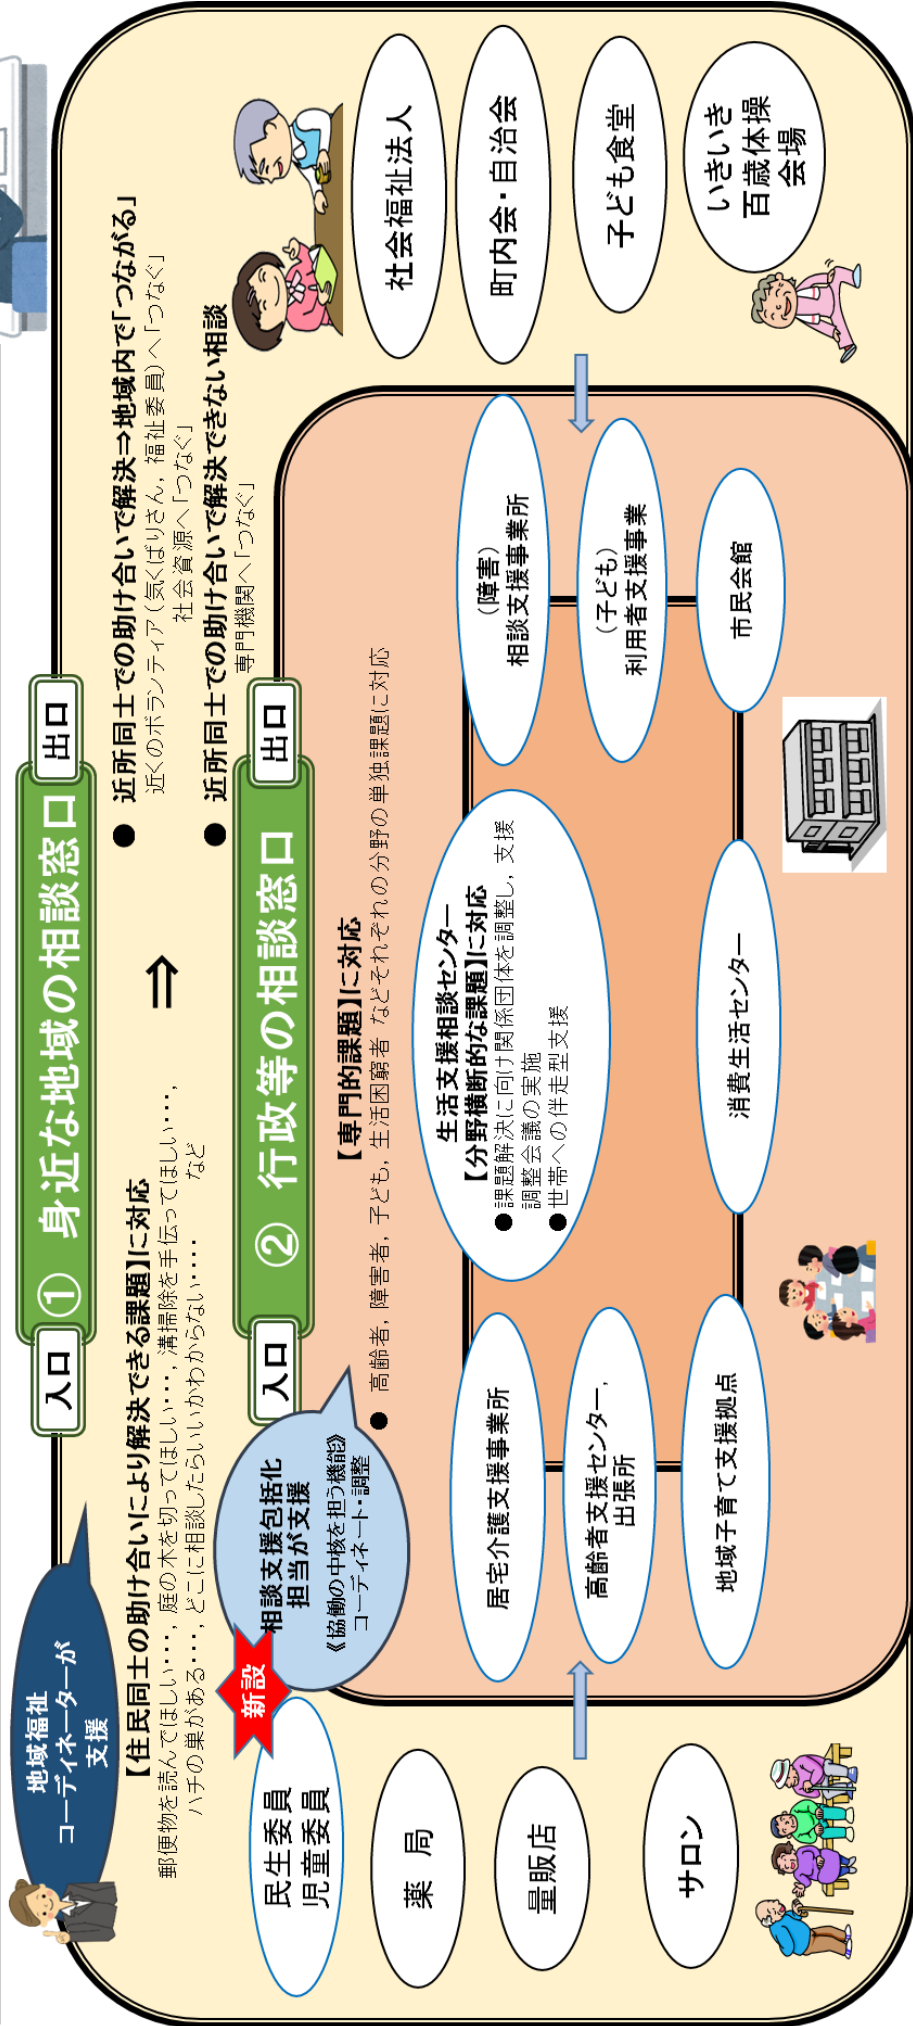 地域福祉
コーディネーターが
支援
入口
① 身近な地域の相談窓口
出口
【住民同士の助け合いにより解決できる課題】に対応
郵便物を読んでほしい･･･, 庭の木を切ってほしい･･･, 溝掃除を手伝ってほしい･･･,
ハチの巣がある･･･, どこに相談したらいいかわからない････ など
⇒
● 近所同士での助け合いで解決⇒地域内で「つながる」
近くのボランティア（気くばりさん, 福祉委員）へ「つなぐ」
社会資源へ「つなぐ」
● 近所同士での助け合いで解決できない相談
専門機関へ「つなぐ」
新設
相談支援包括化
担当が支援
《協働の中核を担う機能》
コーディネート・調整
入口
② 行政等の相談窓口
出口
【専門的課題】に対応
● 高齢者, 障害者, 子ども, 生活困窮者 などそれぞれの分野の単独課題に対応
民生委員
児童委員
薬 局
量販店
サロン
居宅介護支援事業所
高齢者支援センター,
出張所
地域子育て支援拠点
生活支援相談センター
【分野横断的な課題】に対応
●課題解決に向け関係団体を調整し, 支援
調整会議の実施
●世帯への伴走型支援
消費生活センター
（障害）
相談支援事業所
（子ども）
利用者支援事業
市民会館
社会福祉法人
町内会・自治会
子ども食堂
いきいき
百歳体操
会場